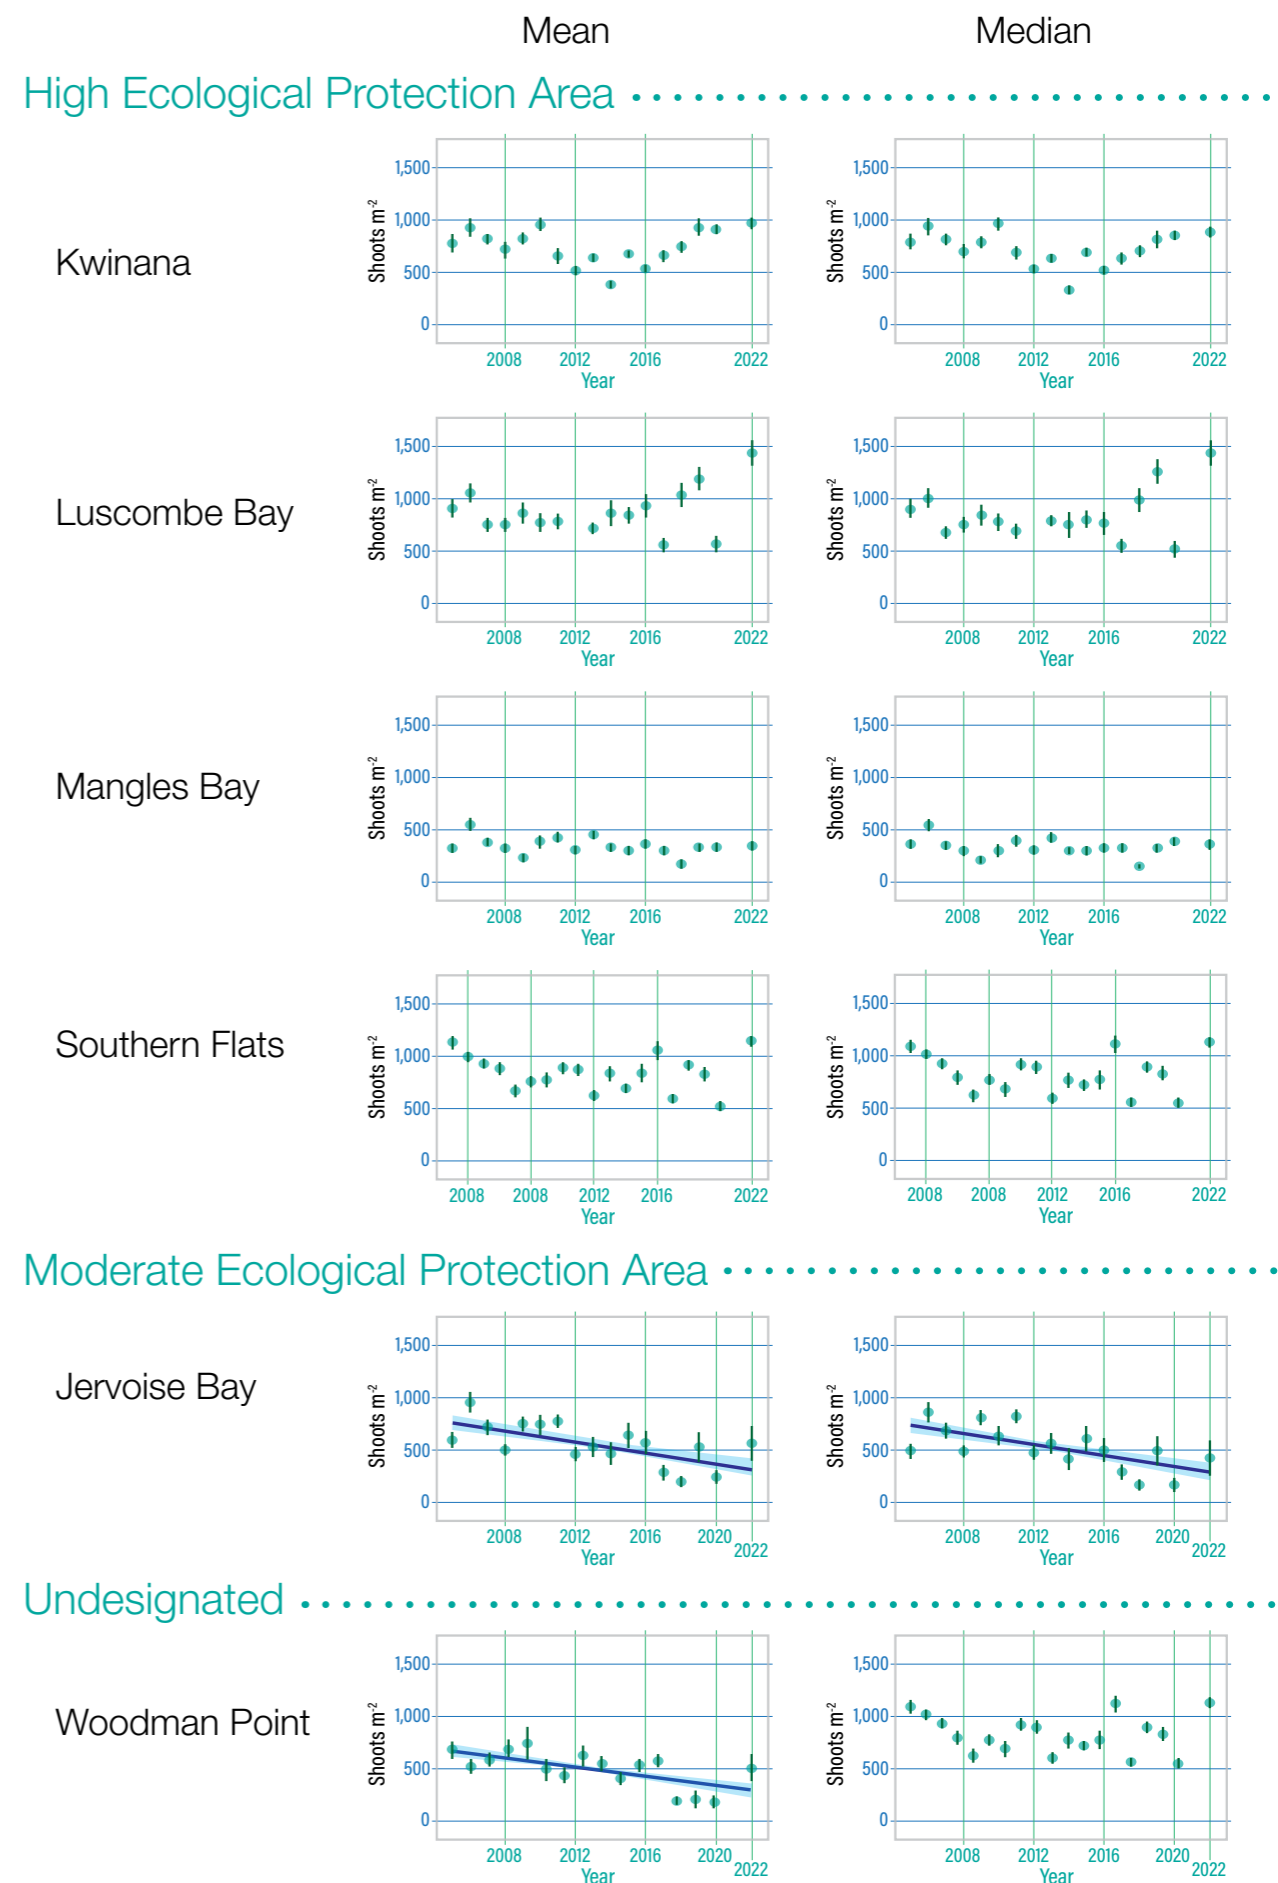 Mean Median
High Ecological Protection Area
Kwinana
Shoots m-2
1,500
1,000
500
0
2008 2012 2016 2022
Year
Shoots m-2
1,500
1,000
500
0
2008 2012 2016 2022
Year
Luscombe Bay
Shoots m-2
1,500
1,000
500
0
2008 2012 2016 2022
Year
Shoots m-2
1,500
1,000
500
0
2008 2012 2016 2022
Year
Mangles Bay
Shoots m-2
1,500
1,000
500
0
2008 2012 2016 2022
Year
Shoots m-2
1,500
1,000
500
0
2008 2012 2016 2022
Year
Southern Flats
Shoots m-2
1,500
1,000
500
0
2008 2008 2012 2016 2022
Year
Shoots m-2
1,500
1,000
500
0
2008 2008 2012 2016 2022
Year
Moderate Ecological Protection Area
Jervoise Bay
Shoots m-2
1,500
1,000
500
0
2008 2012 2016 2020 2022
Year
Shoots m-2
1,500
1,000
500
0
2008 2012 2016 2020 2022
Year
Undesignated
Woodman Point
Shoots m-2
1,500
1,000
500
0
2008 2012 2016 2020 2022
Year
Shoots m-2
1,500
1,000
500
0
2008 2012 2016 2020 2022
Year